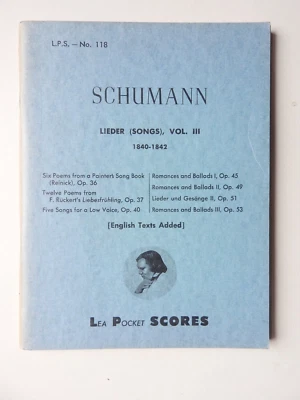 L.P.S. – No. 118
SCHUMANN
LIEDER (SONGS), VOL. III
1840-1842
Six Poems from a Painter's Song Book
(Reinick), Op. 36
Twelve Poems from
F. Rückert's Liebesfrühling, Op. 37
Five Songs for a Low Voice, Op. 40
Romances and Ballads I, Op. 45
Romances and Ballads II, Op. 49
Lieder und Gesänge II, Op. 51
Romances and Ballads III, Op. 53
[English Texts Added]
LEA POCKET SCORES